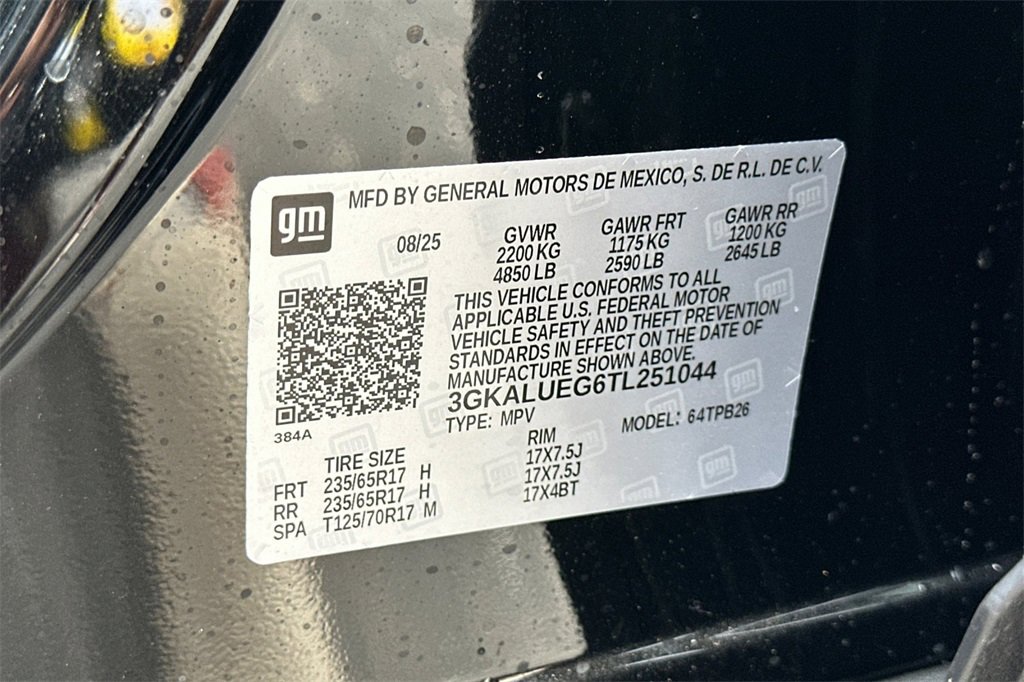 gm
MFD BY GENERAL MOTORS DE MEXICO, S. DE R.L. DE C.V.
08/25
GVWR GAWR FRT GAWR RR
2200 KG 1175 KG 1200 KG
4850 LB 2590 LB 2645 LB
THIS VEHICLE CONFORMS TO ALL
APPLICABLE U.S. FEDERAL MOTOR
VEHICLE SAFETY AND THEFT PREVENTION
STANDARDS IN EFFECT ON THE DATE OF
MANUFACTURE SHOWN ABOVE.
3GKALUEG6TL251044
TYPE: MPV MODEL: 64TPB26
384A
TIRE SIZE RIM
FRT 235/65R17 H 17X7.5J
RR 235/65R17 H 17X7.5J
SPA T125/70R17 M 17X4BT